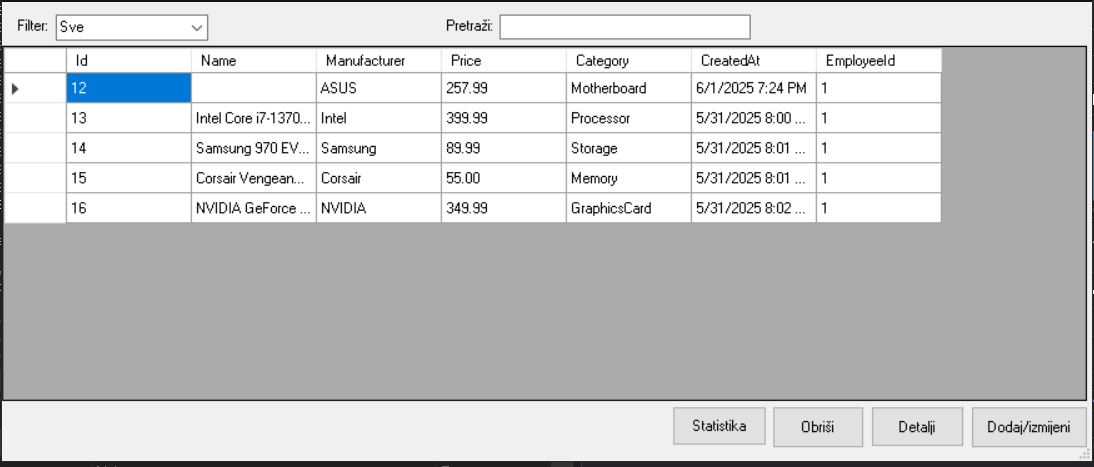 Filter: Sve Pretraži:
Id Name Manufacturer Price Category CreatedAt EmployeeId
12 ASUS 257.99 Motherboard 6/1/2025 7:24 PM 1
13 Intel Core i7-1370... Intel 399.99 Processor 5/31/2025 8:00 ... 1
14 Samsung 970 EV... Samsung 89.99 Storage 5/31/2025 8:01 ... 1
15 Corsair Vengean... Corsair 55.00 Memory 5/31/2025 8:01 ... 1
16 NVIDIA GeForce ... NVIDIA 349.99 GraphicsCard 5/31/2025 8:02 ... 1
Statistika Obriši Detalji Dodaj/izmijeni